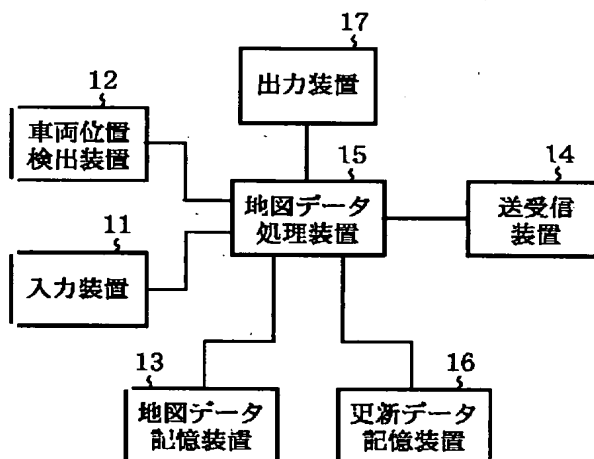 17
出力装置
12
車両位置
検出装置
15
地図データ
処理装置
14
送受信
装置
11
入力装置
13
地図データ
記憶装置
16
更新データ
記憶装置